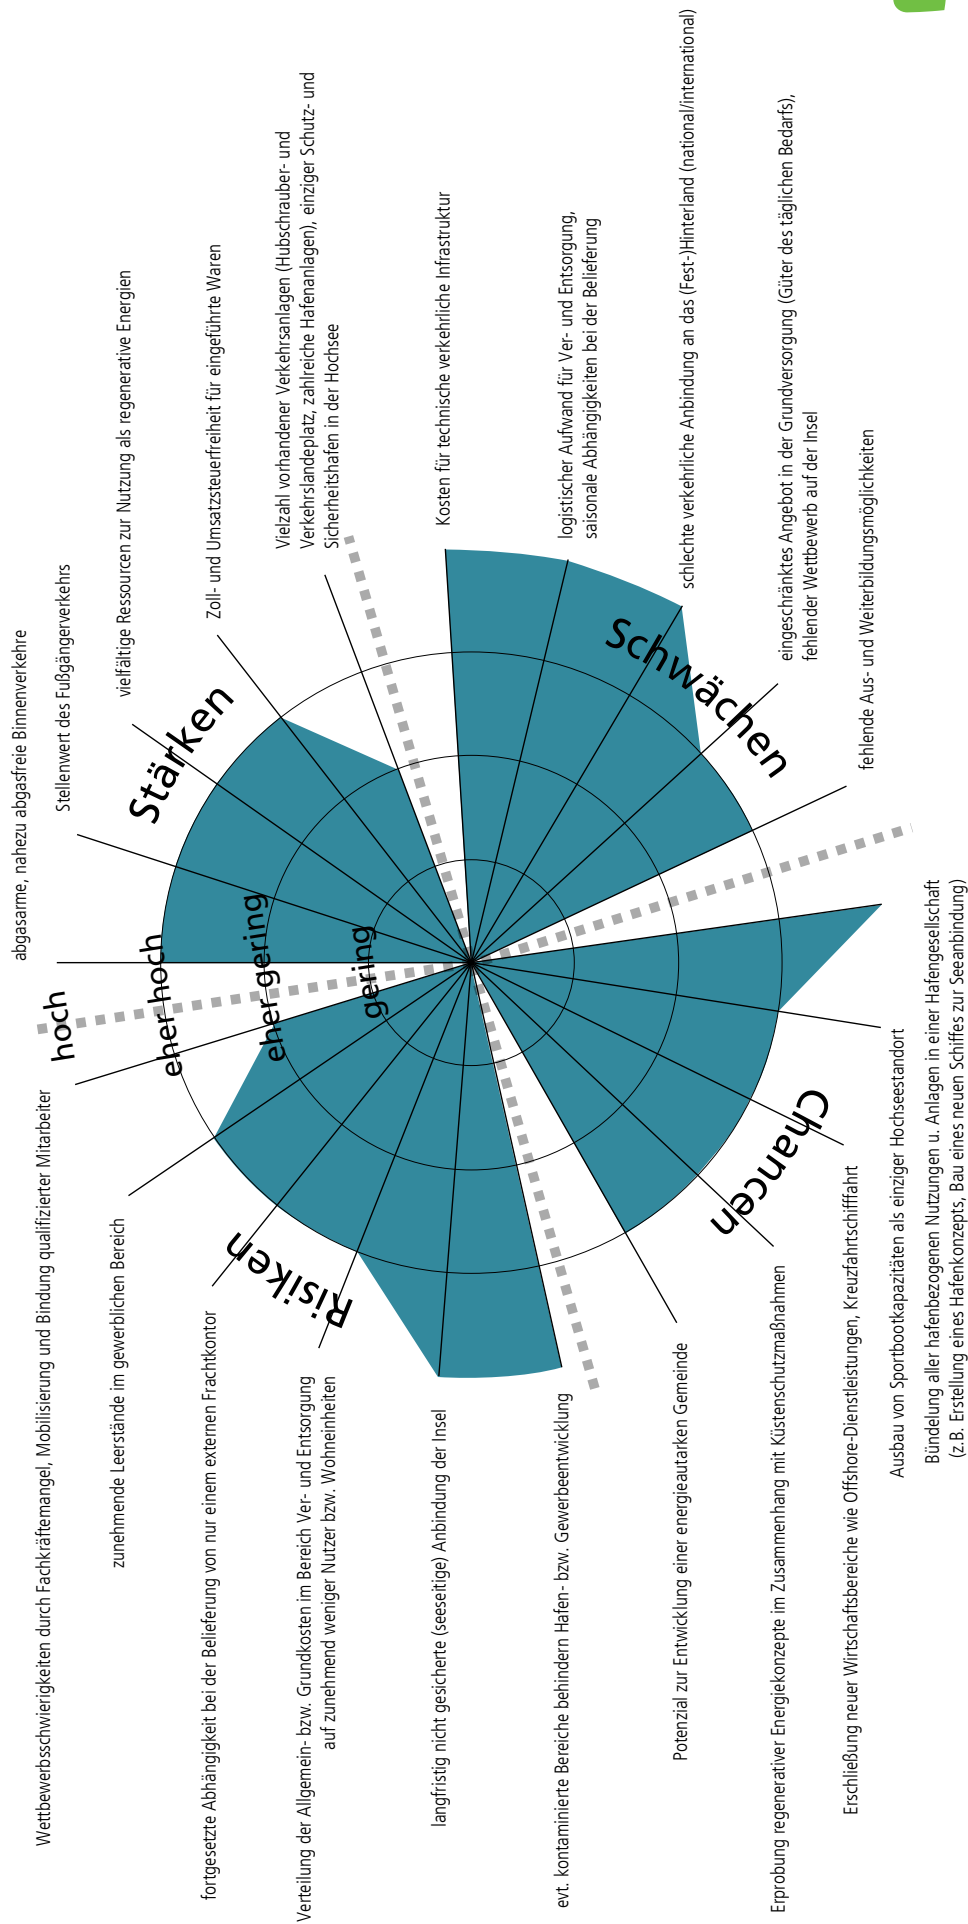 hoch
eher hoch
eher gering
gering
Stärken
abgasarme, nahezu abgasfreie Binnenverkehre
Stellenwert des Fußgängerverkehrs
vielfältige Ressourcen zur Nutzung als regenerative Energien
Zoll- und Umsatzsteuerfreiheit für eingeführte Waren
Vielzahl vorhandener Verkehrsanlagen (Hubschrauber- und
Verkehrslandeplatz, zahlreiche Hafenanlagen), einziger Schutz- und
Sicherheitshafen in der Hochsee
Schwächen
Kosten für technische verkehrliche Infrastruktur
logistischer Aufwand für Ver- und Entsorgung,
saisonale Abhängigkeiten bei der Belieferung
schlechte verkehrliche Anbindung an das (Fest-)Hinterland (national/international)
eingeschränktes Angebot in der Grundversorgung (Güter des täglichen Bedarfs),
fehlender Wettbewerb auf der Insel
fehlende Aus- und Weiterbildungsmöglichkeiten
Chancen
Bündelung aller hafenbezogenen Nutzungen u. Anlagen in einer Hafengesellschaft
(z.B. Erstellung eines Hafenkonzepts, Bau eines neuen Schiffes zur Seeanbindung)
Ausbau von Sportbootkapazitäten als einziger Hochseestandort
Erschließung neuer Wirtschaftsbereiche wie Offshore-Dienstleistungen, Kreuzfahrtschifffahrt
Erprobung regenerativer Energiekonzepte im Zusammenhang mit Küstenschutzmaßnahmen
Potenzial zur Entwicklung einer energieautarken Gemeinde
Risiken
evt. kontaminierte Bereiche behindern Hafen- bzw. Gewerbeentwicklung
langfristig nicht gesicherte (seeseitige) Anbindung der Insel
Verteilung der Allgemein- bzw. Grundkosten im Bereich Ver- und Entsorgung
auf zunehmend weniger Nutzer bzw. Wohneinheiten
fortgesetzte Abhängigkeit bei der Belieferung von nur einem externen Frachtkontor
zunehmende Leerstände im gewerblichen Bereich
Wettbewerbsschwierigkeiten durch Fachkräftemangel, Mobilisierung und Bindung qualifizierter Mitarbeiter